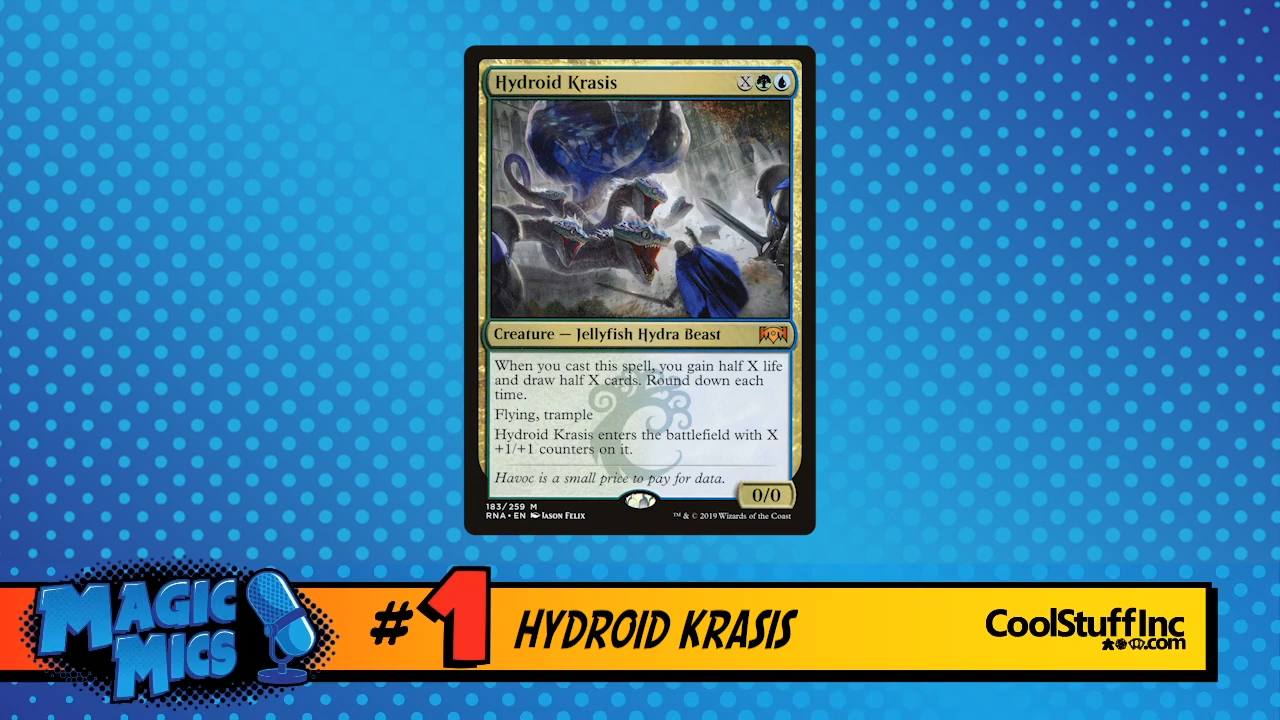 Hydroid Krasis
X
Creature — Jellyfish Hydra Beast
When you cast this spell, you gain half X life
and draw half X cards. Round down each
time.
Flying, trample
Hydroid Krasis enters the battlefield with X
+1/+1 counters on it.
Havoc is a small price to pay for data.
0/0
183/259 M
RNA • EN Jason Felix
™ & © 2019 Wizards of the Coast
MAGIC
MICS
#1
HYDROID KRASIS
CoolStuffInc
.com